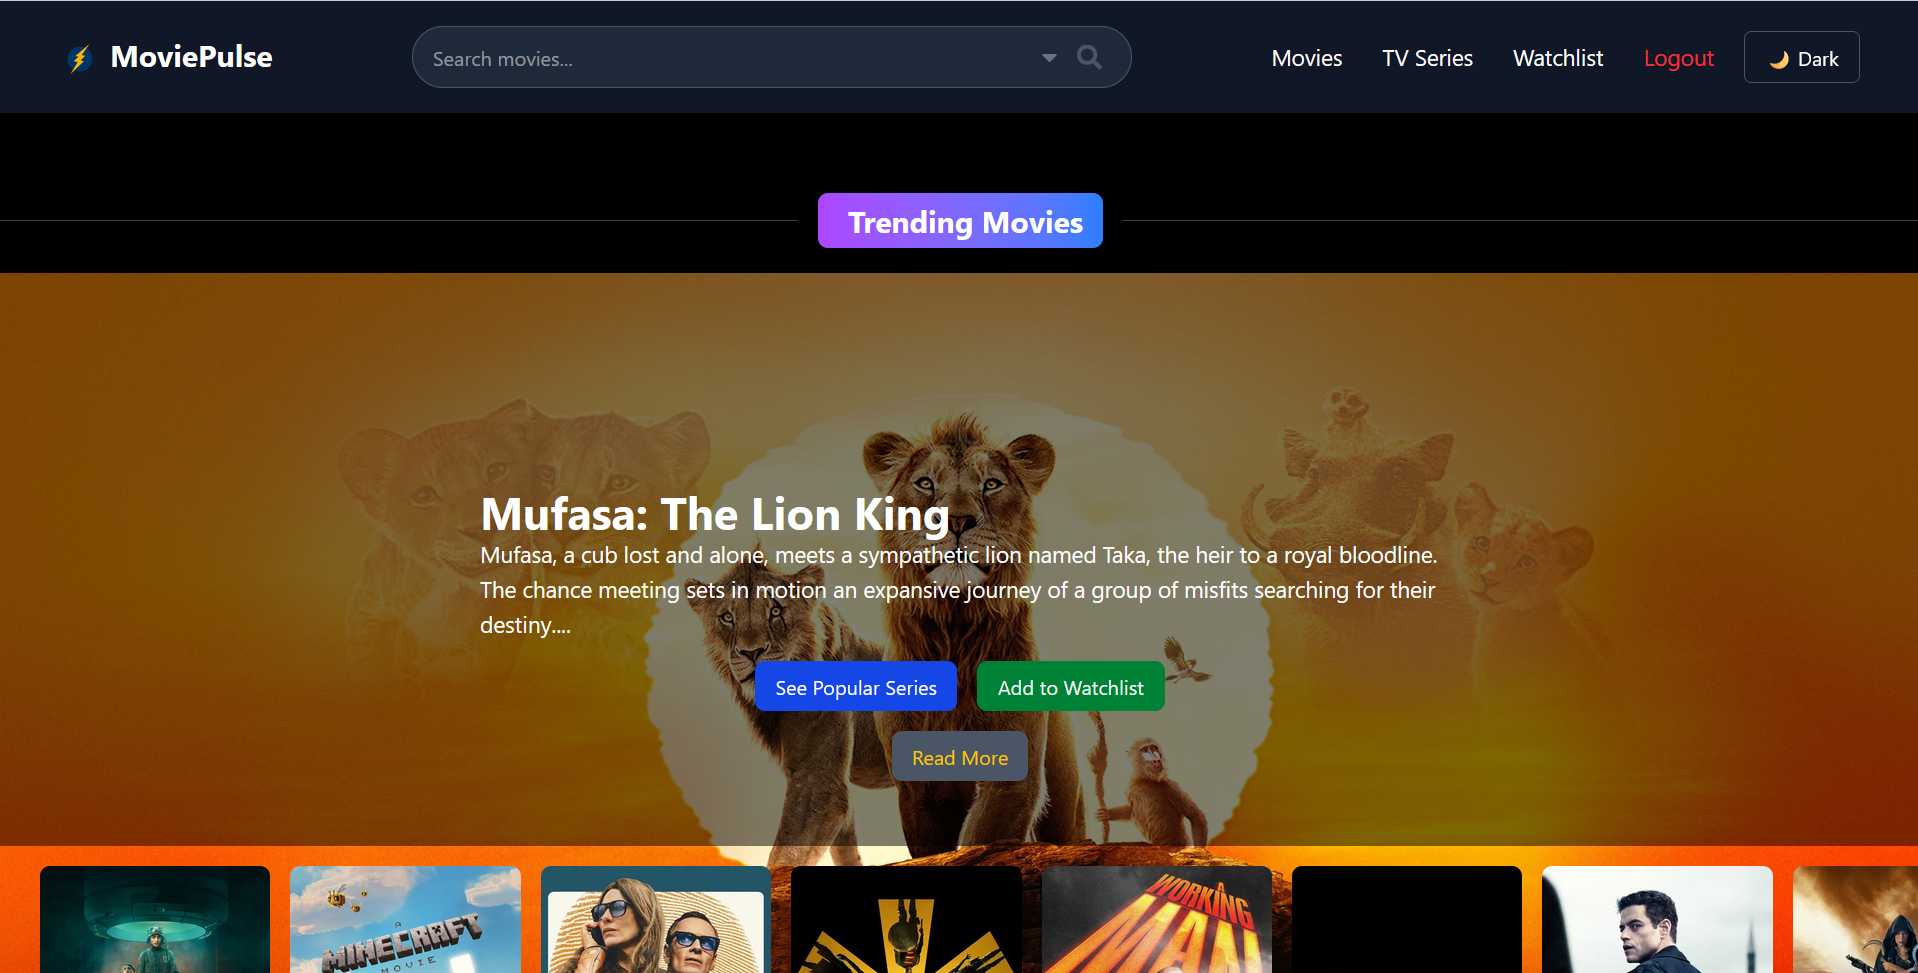 MoviePulse
Search movies...
Movies
TV Series
Watchlist
Logout
Dark
Trending Movies
Mufasa: The Lion King
Mufasa, a cub lost and alone, meets a sympathetic lion named Taka, the heir to a royal bloodline.
The chance meeting sets in motion an expansive journey of a group of misfits searching for their
destiny....
See Popular Series
Add to Watchlist
Read More
A
MINECRAFT
MOVIE
A
WORKING
MAN